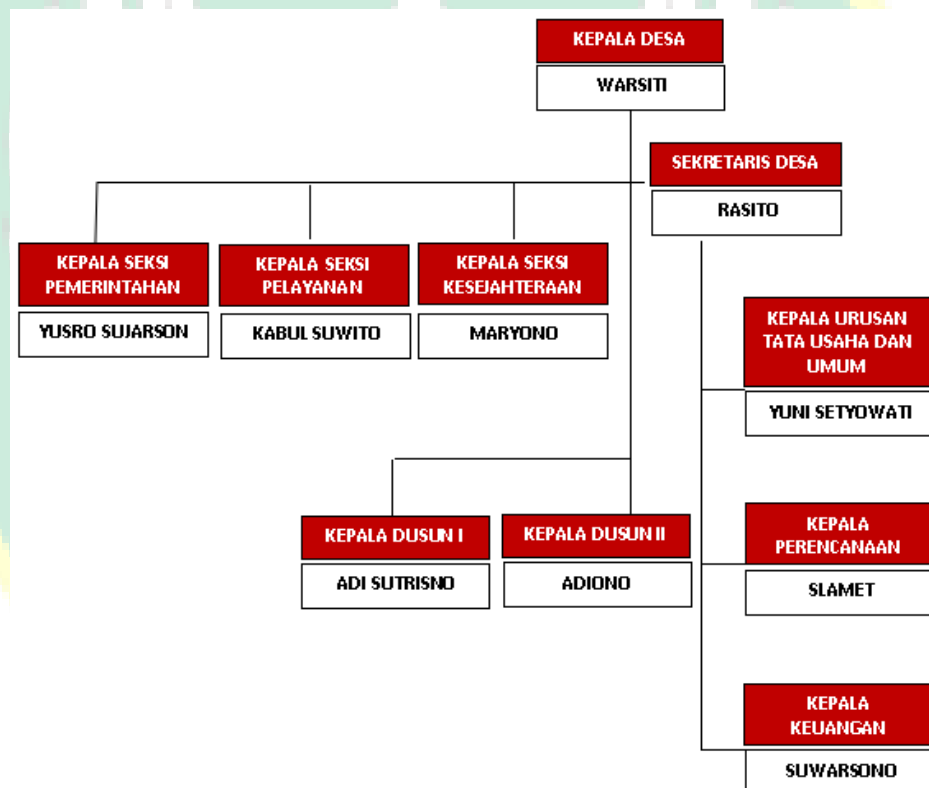 KEPALA DESA
WARSITI
SEKRETARIS DESA
RASITO
KEPALA SEKSI
PEMERINTAHAN
YUSRO SUJARSON
KEPALA SEKSI
PELAYANAN
KABUL SUWITO
KEPALA SEKSI
KESEJAHTERAAN
MARYONO
KEPALA URUSAN
TATA USAHA DAN
UMUM
YUNI SETYOWATI
KEPALA DUSUN I
ADI SUTRISNO
KEPALA DUSUN II
ADIONO
KEPALA
PERENCANAAN
SLAMET
KEPALA
KEUANGAN
SUWARSONO